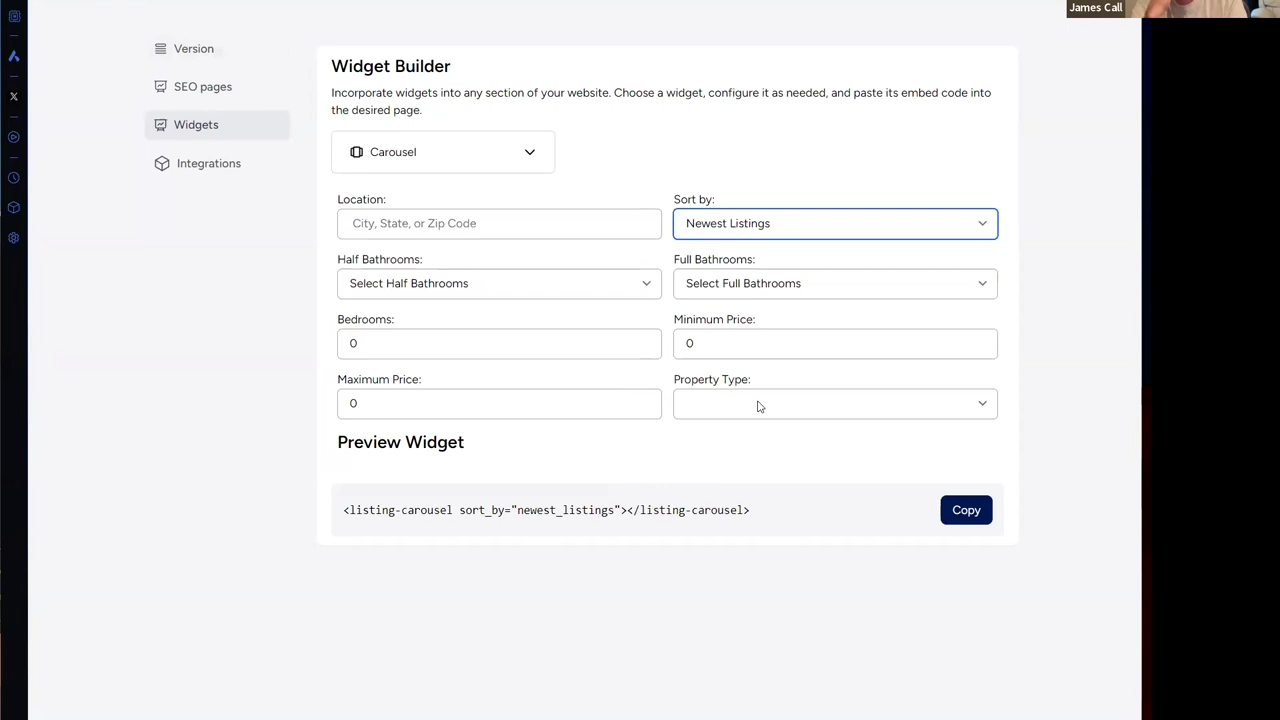 James Call
Version
SEO pages
Widgets
Integrations
Widget Builder
Incorporate widgets into any section of your website. Choose a widget, configure it as needed, and paste its embed code into
the desired page.
Carousel
Location:
Sort by:
City, State, or Zip Code
Newest Listings
Half Bathrooms:
Full Bathrooms:
Select Half Bathrooms
Select Full Bathrooms
Bedrooms:
Minimum Price:
0
0
Maximum Price:
Property Type:
0
Preview Widget
<listing-carousel sort_by="newest_listings"></listing-carousel>
Copy